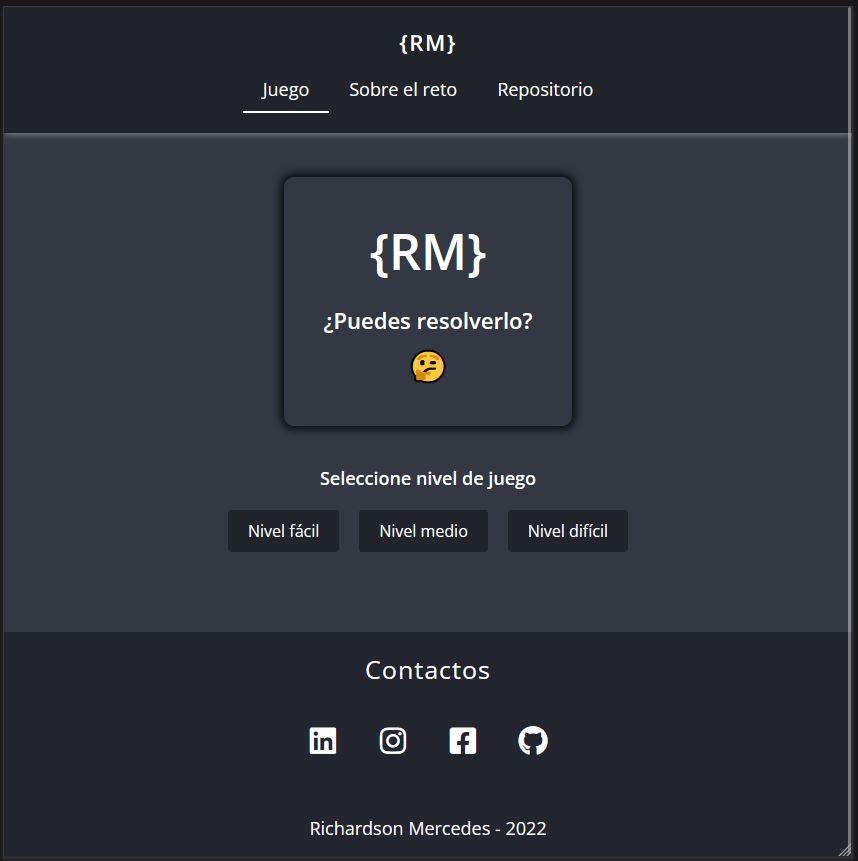 {RM}
Juego Sobre el reto Repositorio
{RM}
¿Puedes resolverlo?
Seleccione nivel de juego
Nivel fácil Nivel medio Nivel difícil
Contactos
in
Richardson Mercedes - 2022